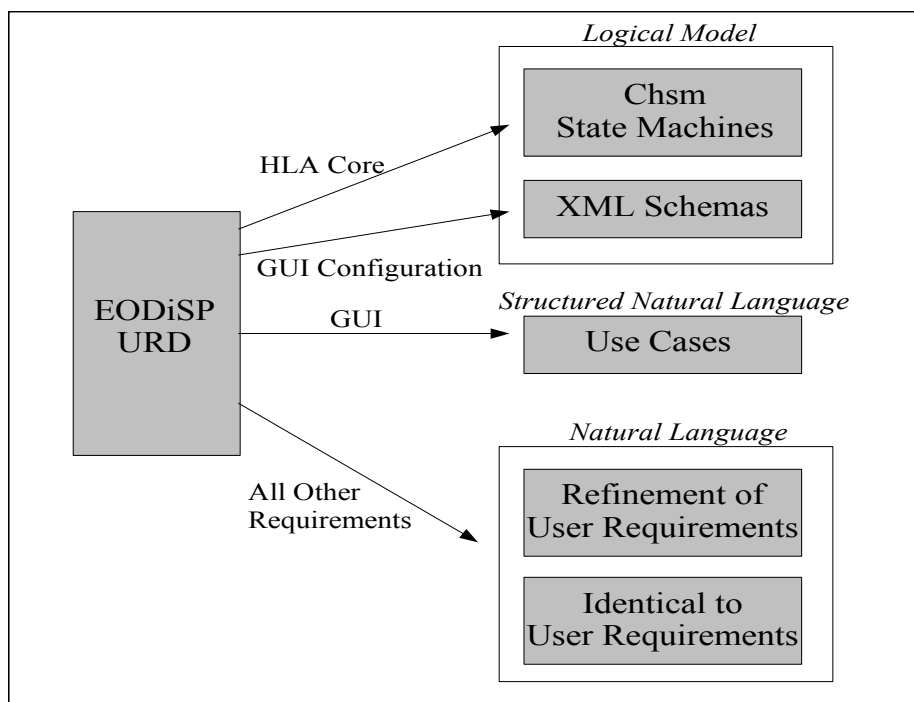 Logical Model
Chsm
State Machines
HLA Core
XML Schemas
GUI Configuration
EODiSP
URD
GUI
Structured Natural Language
Use Cases
Natural Language
All Other
Requirements
Refinement of
User Requirements
Identical to
User Requirements